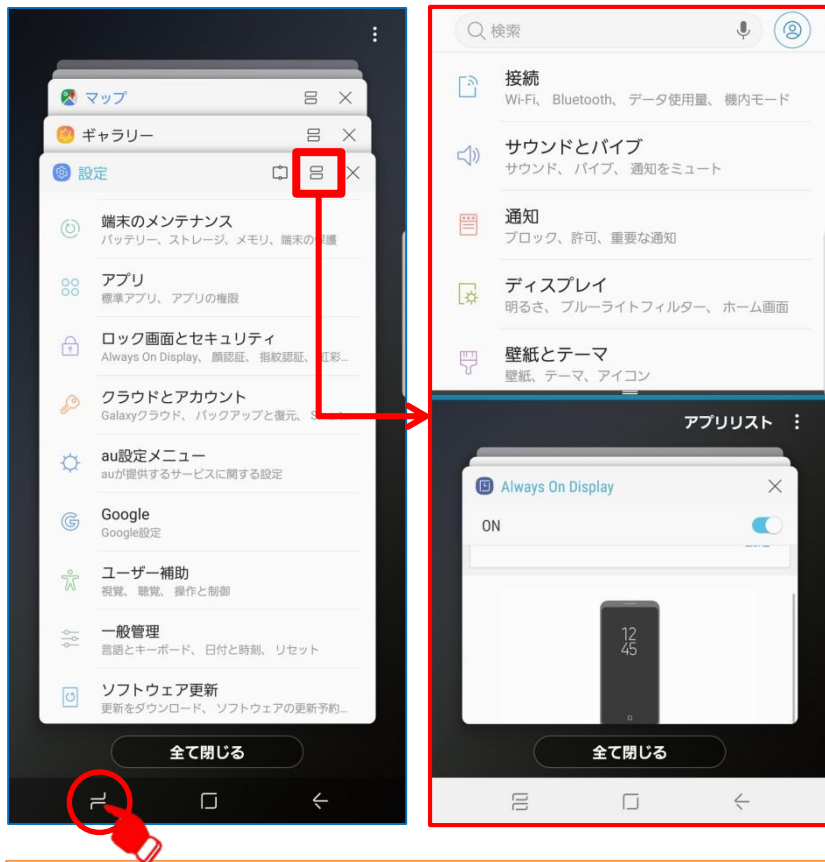 マップ
ギャラリー
設定
端末のメンテナンス
バッテリー、ストレージ、メモリ、端末の保護
アプリ
標準アプリ、アプリの権限
ロック画面とセキュリティ
Always On Display、顔認証、指紋認証、虹彩...
クラウドとアカウント
Galaxyクラウド、バックアップと復元、
au設定メニュー
auが提供するサービスに関する設定
Google
Google設定
ユーザー補助
視覚、聴覚、操作と制御
一般管理
言語とキーボード、日付と時刻、リセット
ソフトウェア更新
更新をダウンロード、ソフトウェアの更新予約...
全て閉じる
検索
接続
Wi-Fi、Bluetooth、データ使用量、機内モード
サウンドとバイブ
サウンド、バイブ、通知をミュート
通知
ブロック、許可、重要な通知
ディスプレイ
明るさ、ブルーライトフィルター、ホーム画面
壁紙とテーマ
壁紙、テーマ、アイコン
アプリリスト
Always On Display
ON
12
45
全て閉じる